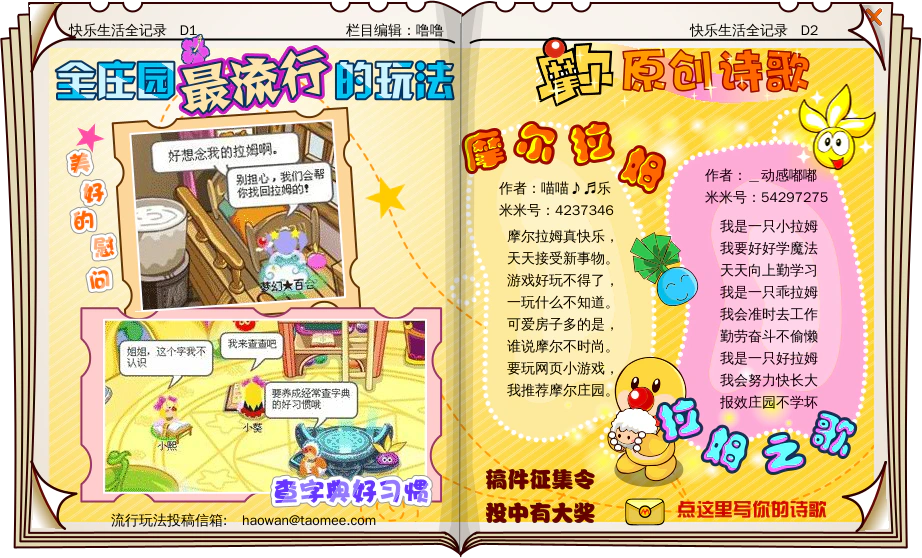 快乐生活全记录 D1
栏目编辑：噜噜
全庄园最流行的玩法
美好的慰问
好想念我的拉姆啊。
别担心，我们会帮
你找回拉姆的!
梦幻★百合
姐姐，这个字我不
认识
我来查查吧
要养成经常查字典
的好习惯哦
小熙
小葵
查字典好习惯
流行玩法投稿信箱: haowan@taomee.com
快乐生活全记录 D2
摩尔原创诗歌
摩尔拉姆
作者：喵喵♪♬乐
米米号：4237346
摩尔拉姆真快乐，
天天接受新事物。
游戏好玩不得了，
一玩什么不知道。
可爱房子多的是，
谁说摩尔不时尚。
要玩网页小游戏，
我推荐摩尔庄园。
作者：＿动感嘟嘟
米米号：54297275
我是一只小拉姆
我要好好学魔法
天天向上勤学习
我是一只乖拉姆
我会准时去工作
勤劳奋斗不偷懒
我是一只好拉姆
我会努力快长大
报效庄园不学坏
拉姆之歌
稿件征集令
投中有大奖
点这里写你的诗歌